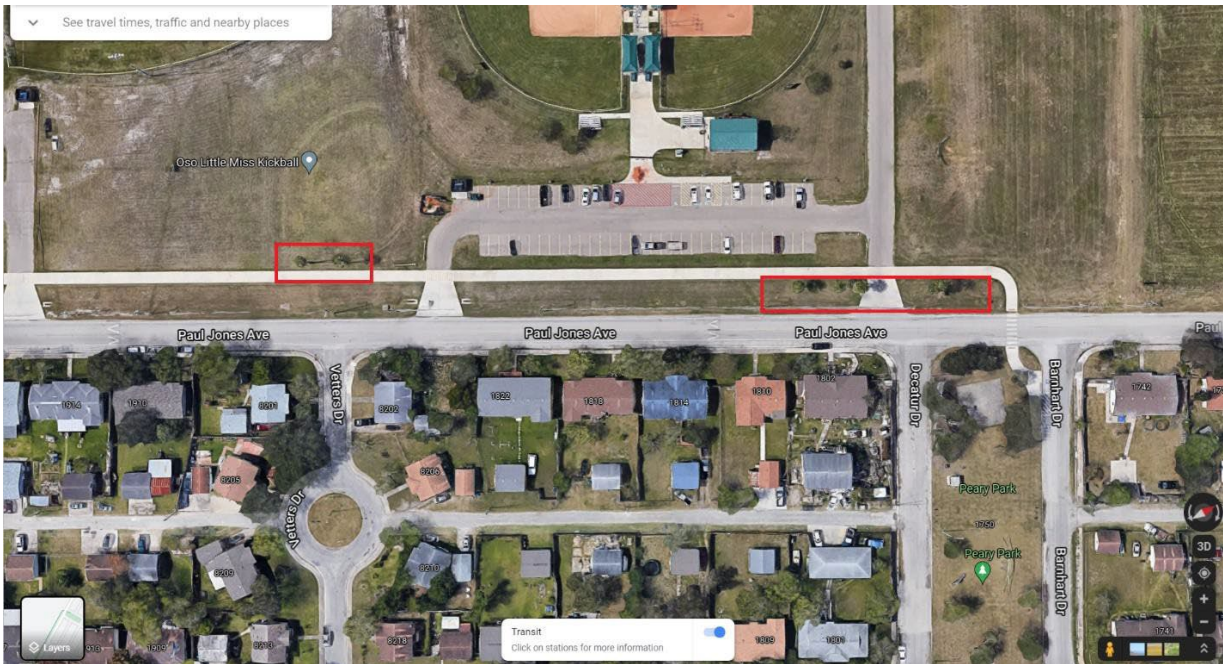 See travel times, traffic and nearby places
Oso Little Miss Kickball
Paul Jones Ave
Paul Jones Ave
Paul Jones Ave
Paul
1914
1910
8201
Vetters Dr
8202
1822
1818
1814
1810
1802
Decatur Dr
Barnhart Dr
1742
8205
8206
Vetters Dr
Peary Park
1750
Peary Park
8209
8210
Barnhart Dr
3D
Layers
1913
1909
8213
8218
Transit
Click on stations for more information
1809
1801
1741